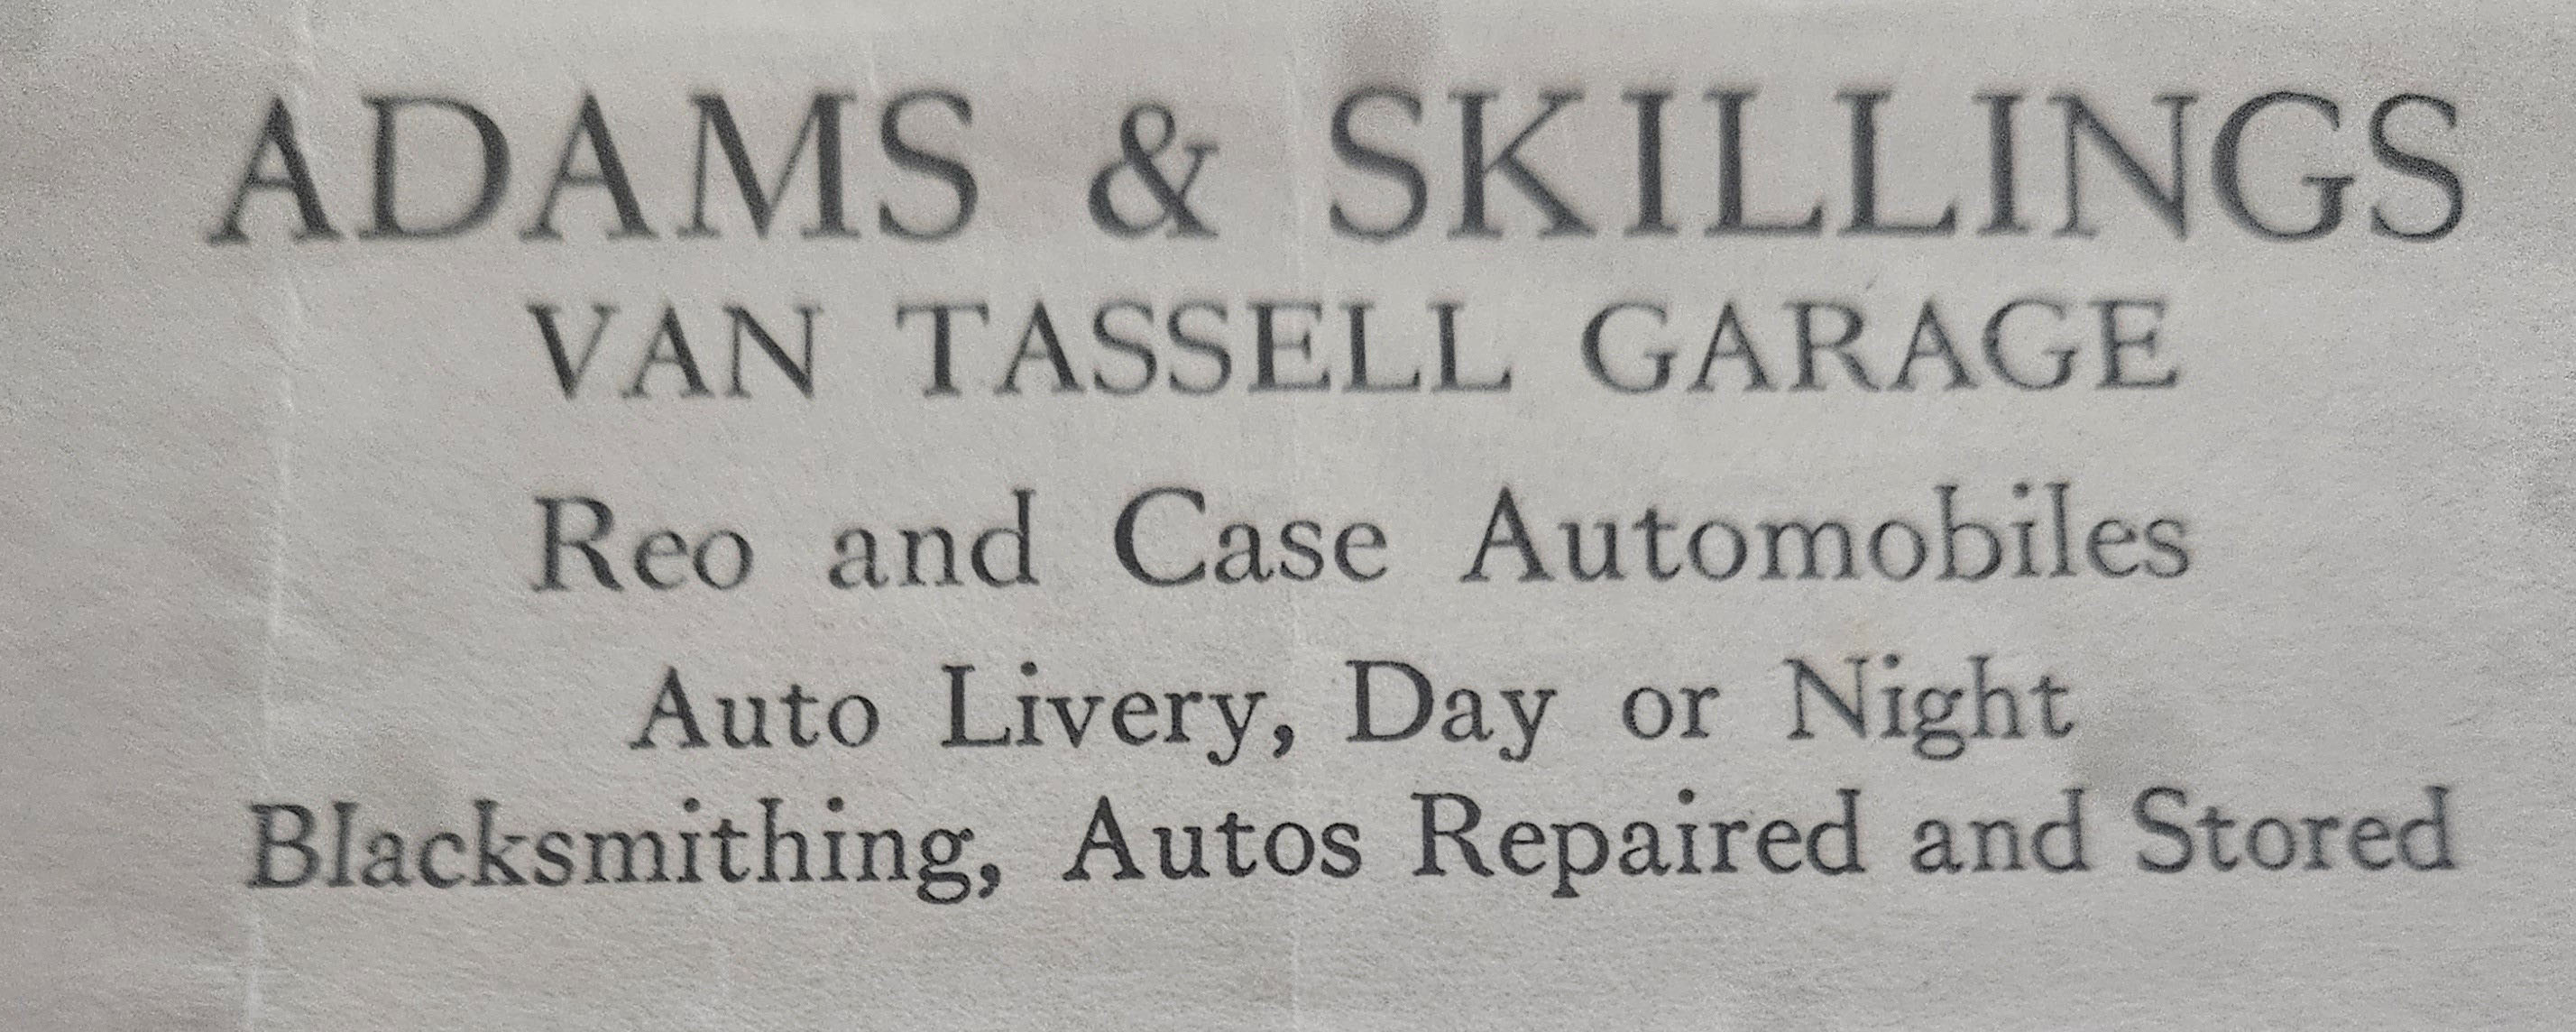 ADAMS & SKILLINGS
VAN TASSELL GARAGE
Reo and Case Automobiles
Auto Livery, Day or Night
Blacksmithing, Autos Repaired and Stored